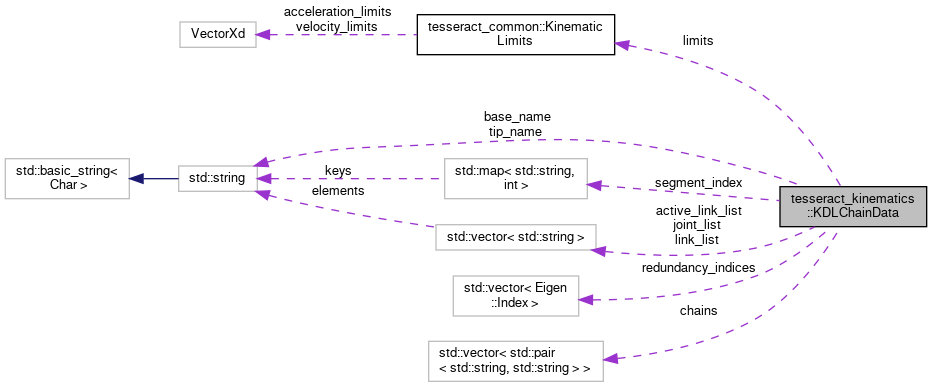 acceleration_limits
velocity_limits
VectorXd
tesseract_common::Kinematic
Limits
limits
base_name
tip_name
std::basic_string<
Char >
std::string
keys
elements
std::map< std::string,
int >
segment_index
tesseract_kinematics
::KDLChainData
active_link_list
joint_list
link_list
std::vector< std::string >
redundancy_indices
std::vector< Eigen
::Index >
chains
std::vector< std::pair
< std::string, std::string > >